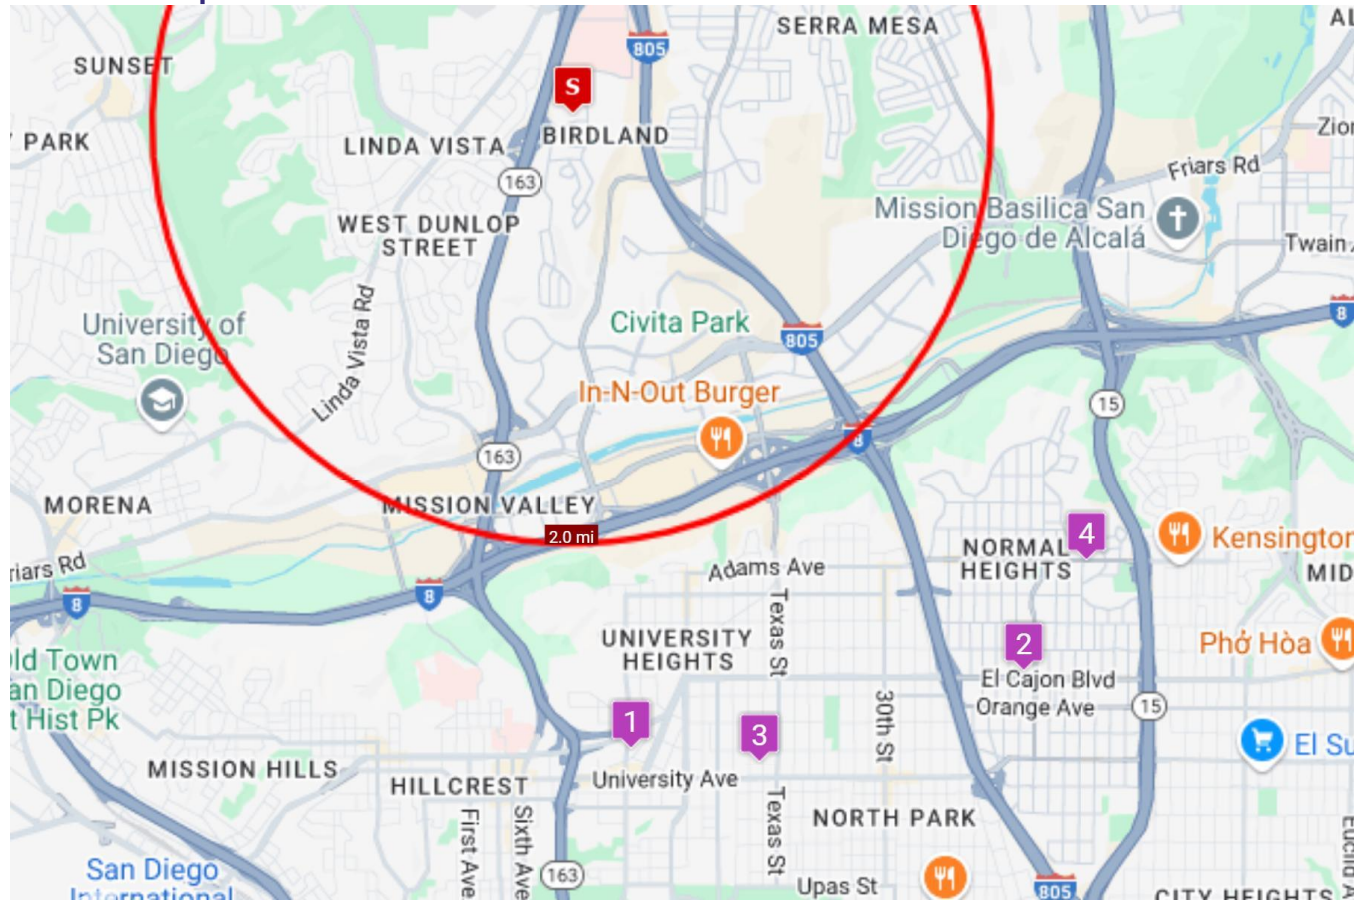 SERRA MESA
805
SUNSET
S
BIRDLAND
LINDA VISTA
163
Friars Rd
WEST DUNLOP
STREET
Mission Basilica San
Diego de Alcalá
University of
San Diego
Linda Vista Rd
Civita Park
805
8
In-N-Out Burger
15
163
8
MORENA
MISSION VALLEY
2.0 mi
4
Kensington
NORMAL
HEIGHTS
Adams Ave
8
8
Texas St
UNIVERSITY
HEIGHTS
2
Phở Hòa
El Cajon Blvd
Orange Ave
15
30th St
1
3
MISSION HILLS
HILLCREST
University Ave
First Ave
Sixth Ave
Texas St
NORTH PARK
163
Upas St
805
San Diego
International
CITY HEIGHTS